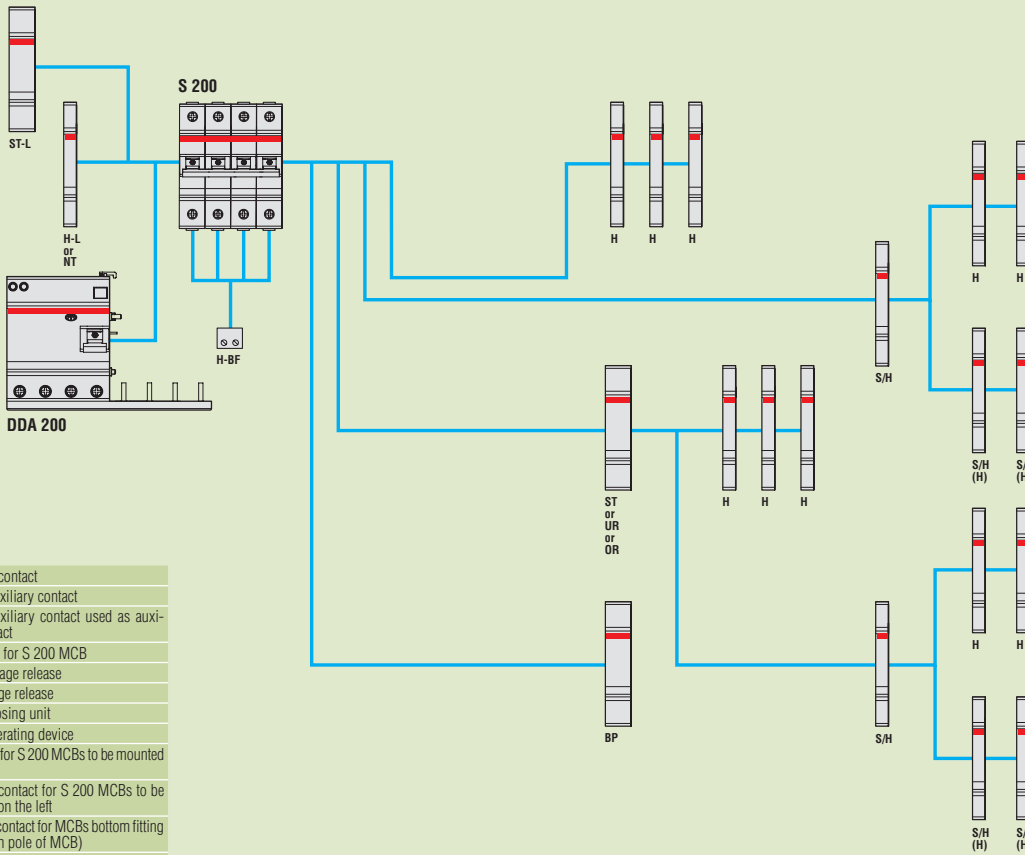 S 200
ST-L
H-L
or
NT
H H H
H H
H-BF
S/H
DDA 200
S/H
(H)
ST
or
UR
or
OR
H H H
contact
xiliary contact
xiliary contact used as auxi-
act
for S 200 MCB
age release
ge release
osing unit
erating device
for S 200 MCBs to be mounted
contact for S 200 MCBs to be
on the left
contact for MCBs bottom fitting
n pole of MCB)
H H
BP
S/H
S/H
(H)